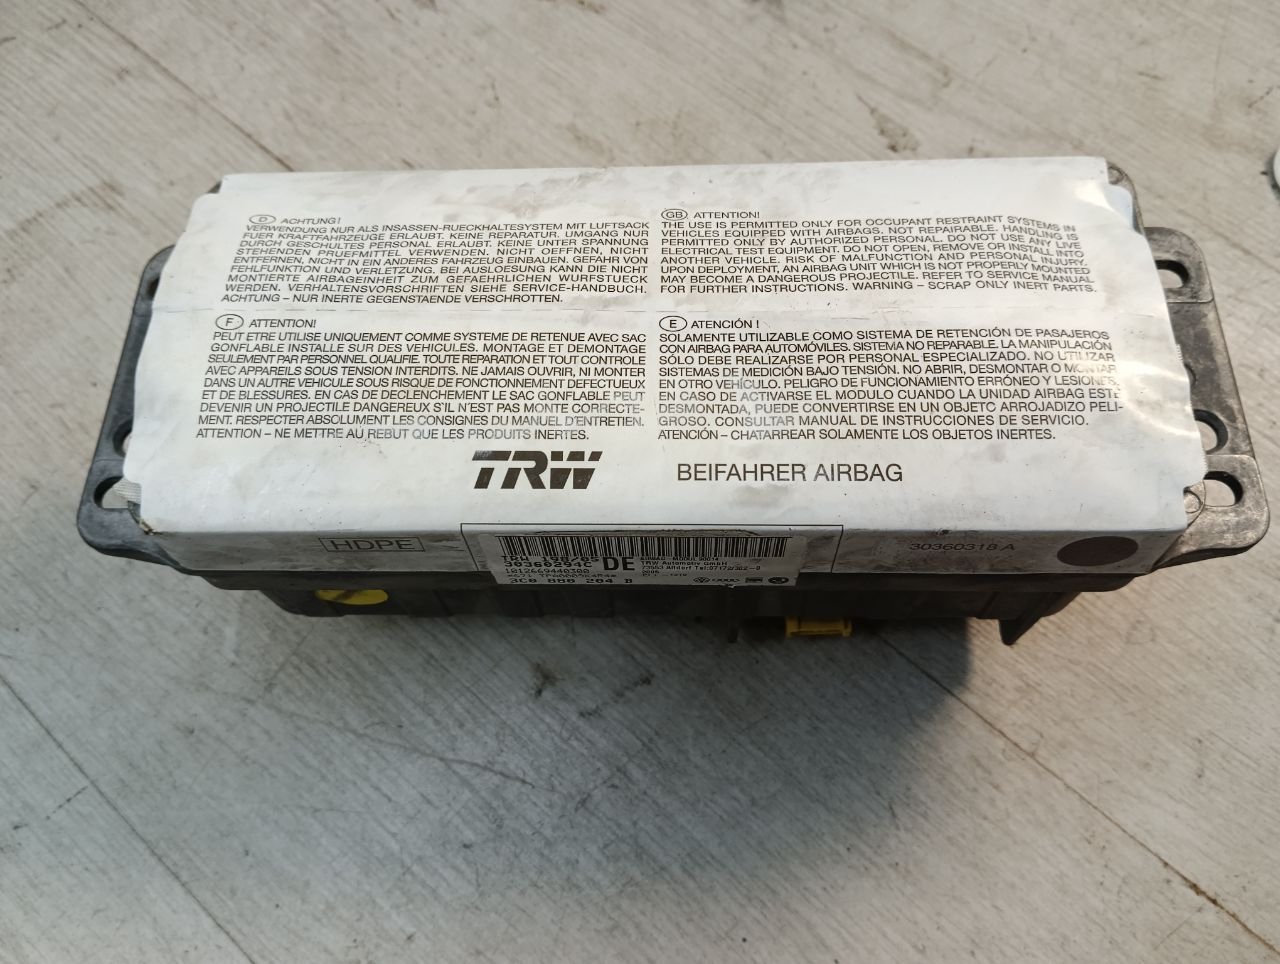 D ACHTUNG!
VERWENDUNG NUR ALS INSASSEN-RUECKHALTESYSTEM MIT LUFTSACK
FUER KRAFTFAHRZEUGE ERLAUBT. KEINE REPARATUR. UMGANG NUR
DURCH GESCHULTES PERSONAL ERLAUBT. KEINE UNTER SPANNUNG
STEHENDEN PRUEFMITTEL VERWENDEN. NICHT OEFFNEN, NICHT
ENTFERNEN, NICHT IN EIN ANDERES FAHRZEUG EINBAUEN. GEFAHR VON
FEHLFUNKTION UND VERLETZUNG. BEI AUSLOESUNG KANN DIE NICHT
MONTIERTE AIRBAGEINHEIT ZUM GEFAEHRLICHEN WURFSTUECK
WERDEN. VERHALTENSVORSCHRIFTEN SIEHE SERVICE-HANDBUCH.
ACHTUNG – NUR INERTE GEGENSTAENDE VERSCHROTTEN.
GB ATTENTION!
THE USE IS PERMITTED ONLY FOR OCCUPANT RESTRAINT SYSTEMS IN
VEHICLES EQUIPPED WITH AIRBAGS. NOT REPAIRABLE. HANDLING IS
PERMITTED ONLY BY AUTHORIZED PERSONAL. DO NOT USE ANY LIVE
ELECTRICAL TEST EQUIPMENT. DO NOT OPEN, REMOVE OR INSTALL INTO
ANOTHER VEHICLE. RISK OF MALFUNCTION AND PERSONAL INJURY.
UPON DEPLOYMENT, AN AIRBAG UNIT WHICH IS NOT PROPERLY MOUNTED
MAY BECOME A DANGEROUS PROJECTILE. REFER TO SERVICE MANUAL
FOR FURTHER INSTRUCTIONS. WARNING – SCRAP ONLY INERT PARTS.
F ATTENTION!
PEUT ETRE UTILISE UNIQUEMENT COMME SYSTEME DE RETENUE AVEC SAC
GONFLABLE INSTALLE SUR DES VEHICULES. MONTAGE ET DEMONTAGE
SEULEMENT PAR PERSONNEL QUALIFIE. TOUTE REPARATION ET TOUT CONTROLE
AVEC APPAREILS SOUS TENSION INTERDITS. NE JAMAIS OUVRIR, NI MONTER
DANS UN AUTRE VEHICULE SOUS RISQUE DE FONCTIONNEMENT DEFECTUEUX
ET DE BLESSURES. EN CAS DE DECLENCHEMENT LE SAC GONFLABLE PEUT
DEVENIR UN PROJECTILE DANGEREUX S'IL N'EST PAS MONTE CORRECTE-
MENT. RESPECTER ABSOLUMENT LES CONSIGNES DU MANUEL D'ENTRETIEN.
ATTENTION – NE METTRE AU REBUT QUE LES PRODUITS INERTES.
E ATENCIÓN!
SOLAMENTE UTILIZABLE COMO SISTEMA DE RETENCIÓN DE PASAJEROS
CON AIRBAG PARA AUTOMÓVILES. SISTEMA NO REPARABLE. LA MANIPULACIÓN
SÓLO DEBE REALIZARSE POR PERSONAL ESPECIALIZADO. NO UTILIZAR
SISTEMAS DE MEDICIÓN BAJO TENSIÓN. NO ABRIR, DESMONTAR O MONTAR
EN OTRO VEHÍCULO. PELIGRO DE FUNCIONAMIENTO ERRÓNEO Y LESIONES.
EN CASO DE ACTIVARSE EL MODULO CUANDO LA UNIDAD AIRBAG ESTE
DESMONTADA, PUEDE CONVERTIRSE EN UN OBJETC ARROJADIZO PELI-
GROSO. CONSULTAR MANUAL DE INSTRUCCIONES DE SERVICIO.
ATENCIÓN – CHATARREAR SOLAMENTE LOS OBJETOS INERTES.
TRW BEIFAHRER AIRBAG
HDPE
TRW DE
30360294C
1012669440300
3C0 880 204 B
TRW Automotiv GmbH
73553 Alfdorf Tel:07172/302-0
30360318 A